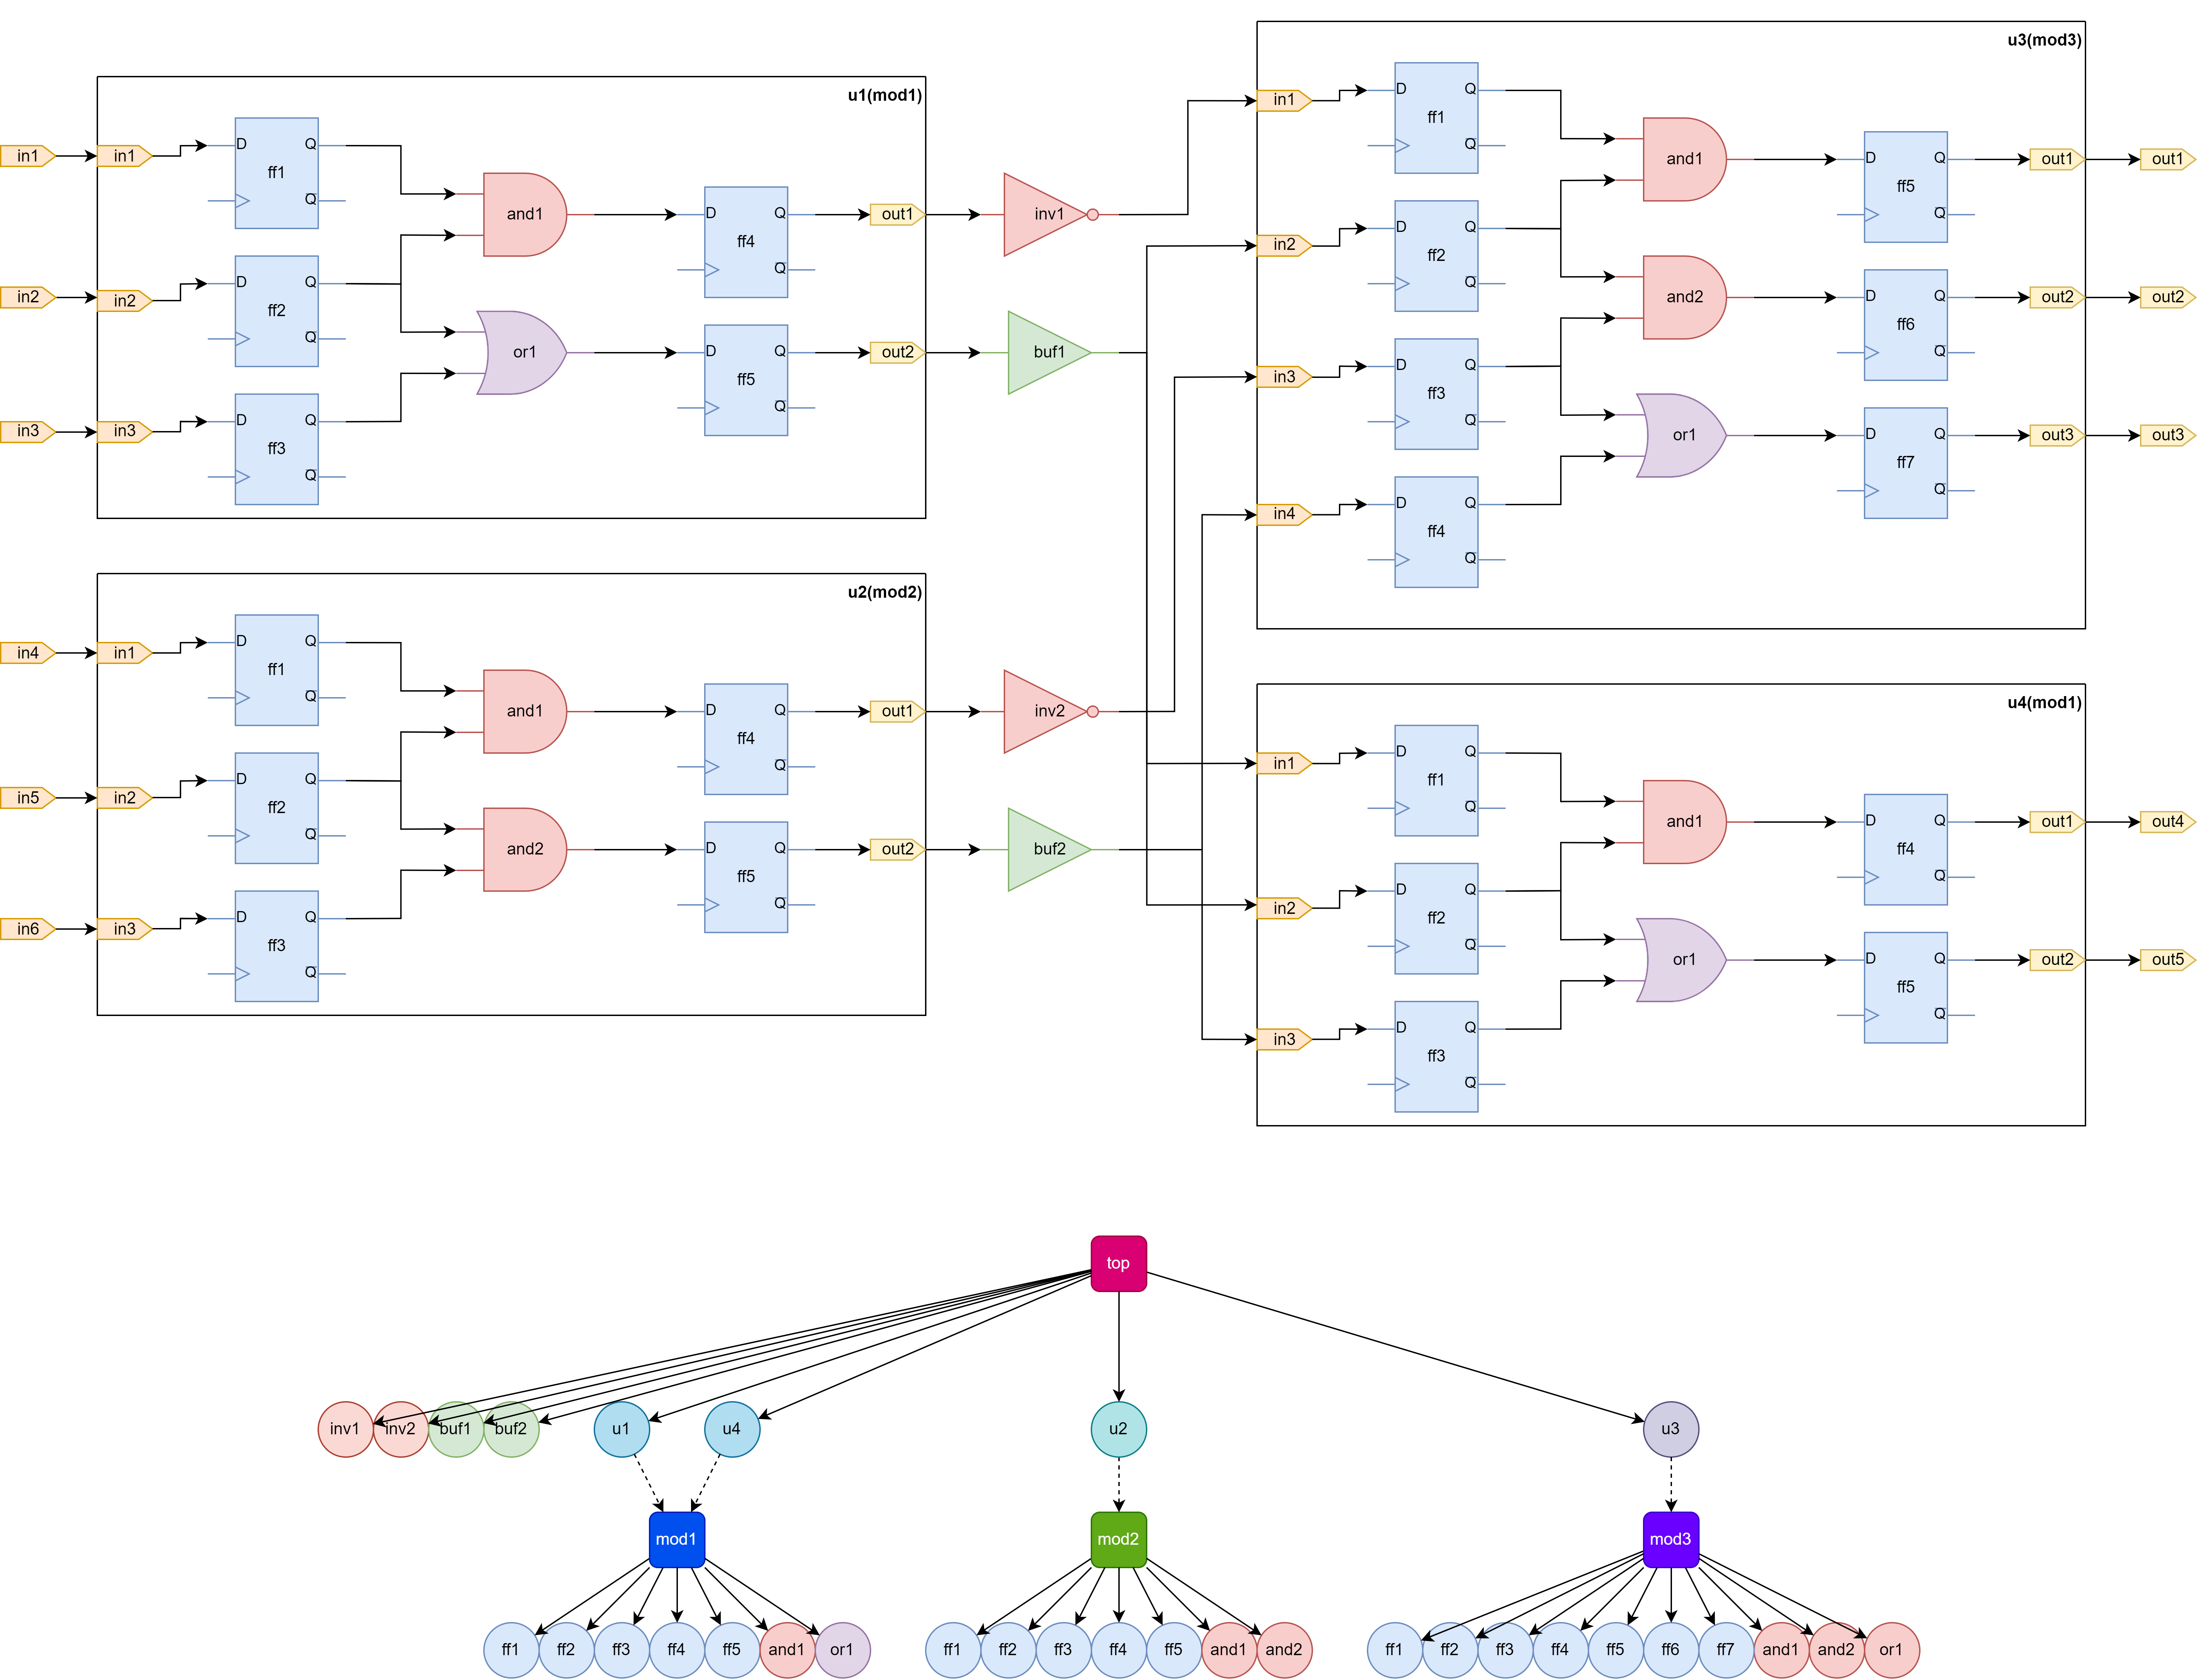 u1(mod1)
in1
in1
D
Q
ff1
Q
in2
in2
D
Q
ff2
Q
in3
in3
D
Q
ff3
Q
and1
or1
D
Q
ff4
Q
out1
D
Q
ff5
Q
out2
inv1
buf1
u3(mod3)
in1
D
Q
ff1
Q
in2
D
Q
ff2
Q
in3
D
Q
ff3
Q
in4
D
Q
ff4
Q
and1
and2
or1
D
Q
ff5
Q
out1
out1
D
Q
ff6
Q
out2
out2
D
Q
ff7
Q
out3
out3
u2(mod2)
in4
in1
D
Q
ff1
Q
in5
in2
D
Q
ff2
Q
in6
in3
D
Q
ff3
Q
and1
and2
D
Q
ff4
Q
out1
D
Q
ff5
Q
out2
inv2
buf2
u4(mod1)
in1
D
Q
ff1
Q
in2
D
Q
ff2
Q
in3
D
Q
ff3
Q
and1
or1
D
Q
ff4
Q
out1
out4
D
Q
ff5
Q
out2
out5
top
inv1 inv2 buf1 buf2 u1 u4 u2 u3
mod1 mod2 mod3
ff1 ff2 ff3 ff4 ff5 and1 or1 ff1 ff2 ff3 ff4 ff5 and1 and2 ff1 ff2 ff3 ff4 ff5 ff6 ff7 and1 and2 or1